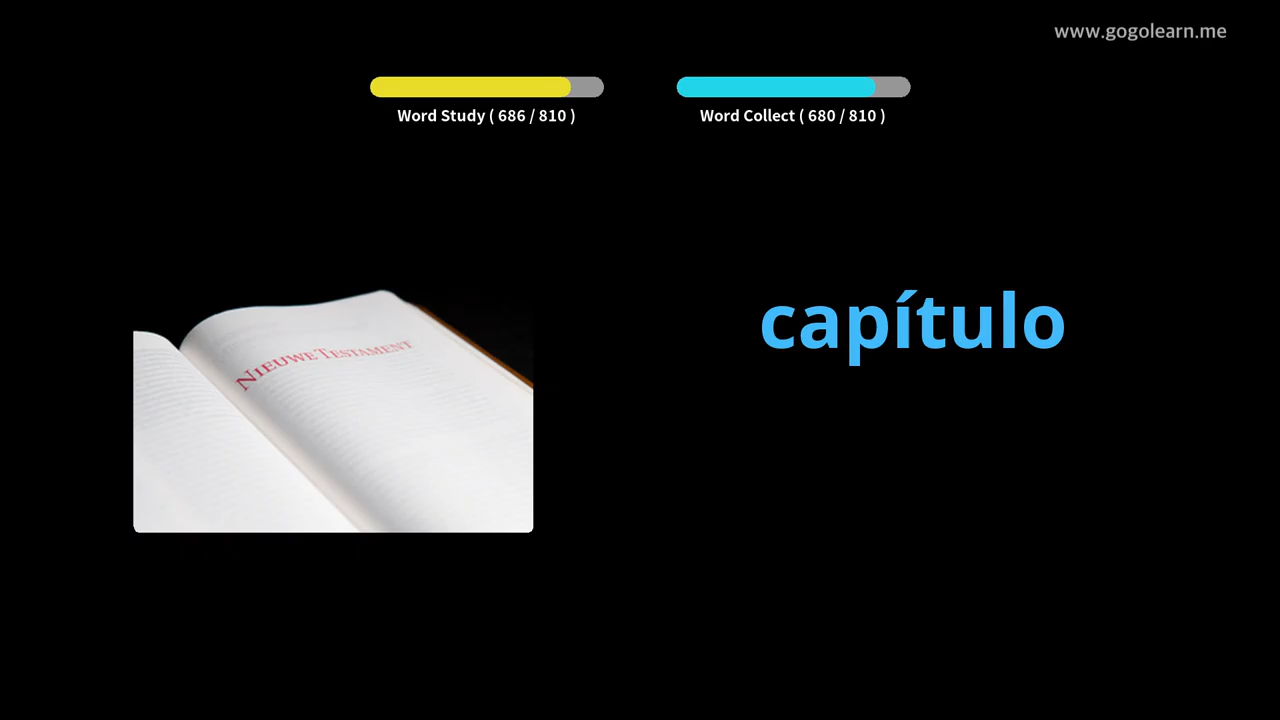 www.gogolearn.me
Word Study ( 686 / 810 )
Word Collect ( 680 / 810 )
NIEUWE TESTAMENT
capítulo